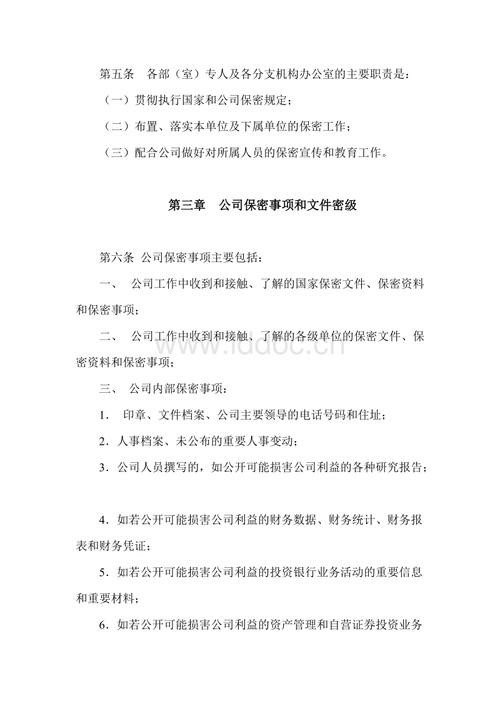 第五条　各部（室）专人及各分支机构办公室的主要职责是：
（一）贯彻执行国家和公司保密规定；
（二）布置、落实本单位及下属单位的保密工作；
（三）配合公司做好对所属人员的保密宣传和教育工作。
第三章　公司保密事项和文件密级
第六条 公司保密事项主要包括：
一、 公司工作中收到和接触、了解的国家保密文件、保密资料
和保密事项；
二、 公司工作中收到和接触、了解的各级单位的保密文件、保
密资料和保密事项；
www.iddoc.cn
三、 公司内部保密事项：
1． 印章、文件档案、公司主要领导的电话号码和住址；
2．人事档案、未公布的重要人事变动；
3．公司人员撰写的，如公开可能损害公司利益的各种研究报告；
4．如若公开可能损害公司利益的财务数据、财务统计、财务报
表和财务凭证；
5．如若公开可能损害公司利益的投资银行业务活动的重要信息
和重要材料；
6．如若公开可能损害公司利益的资产管理和自营证券投资业务